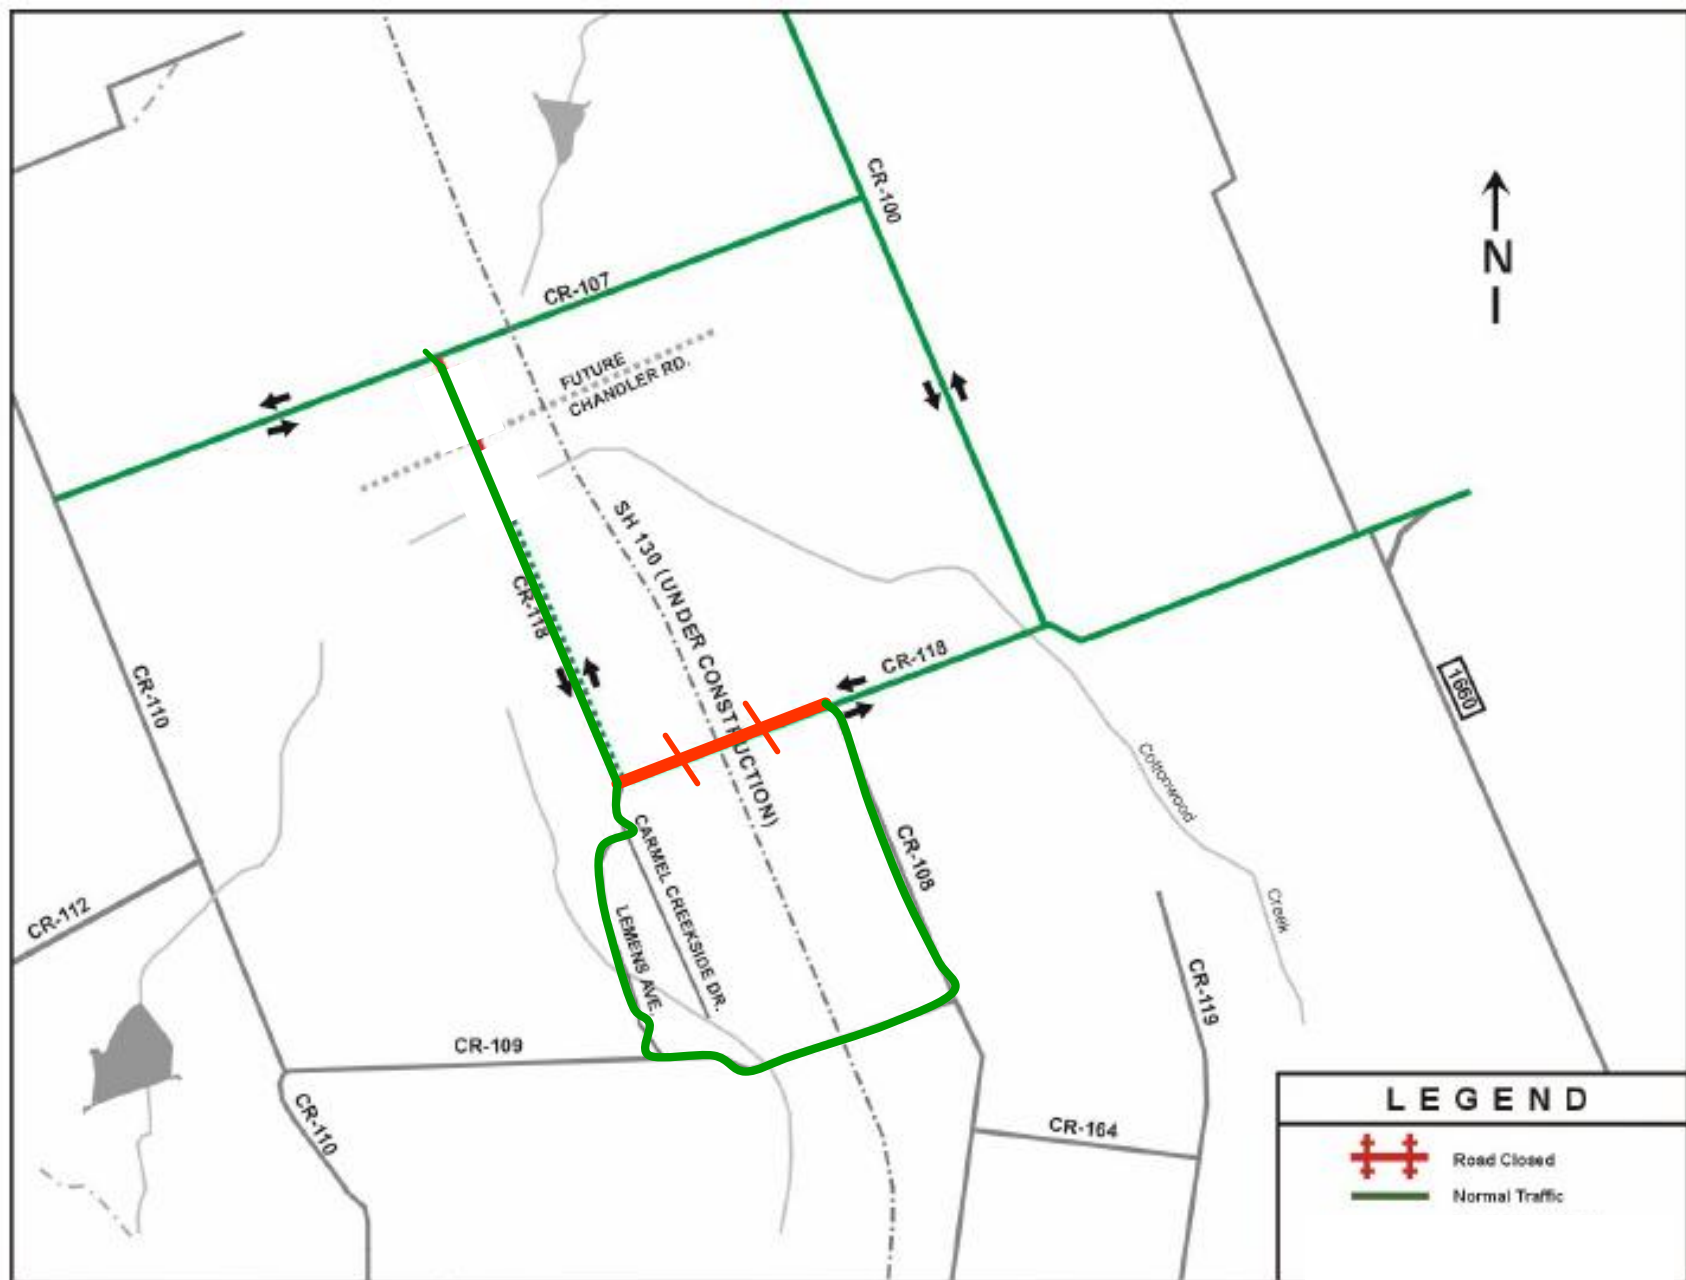 CR-100
N
CR-107
FUTURE
CHANDLER RD.
SH 130 (UNDER CONSTRUCTION)
CR-118
CR-118
CR-110
1660
Cottonwood
Creek
CARMEL CREEKSIDE DR.
CR-108
LEMENS AVE.
CR-112
CR-119
CR-109
CR-110
CR-164
LEGEND
Road Closed
Normal Traffic